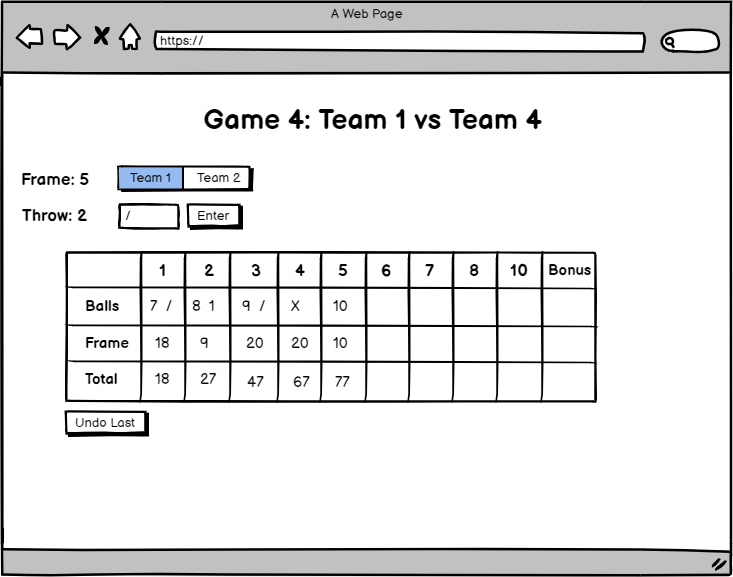 A Web Page
https://
Game 4: Team 1 vs Team 4
Frame: 5 Team 1 Team 2
Throw: 2 / Enter
1 2 3 4 5 6 7 8 10 Bonus
Balls 7 / 8 1 9 / X 10
Frame 18 9 20 20 10
Total 18 27 47 67 77
Undo Last